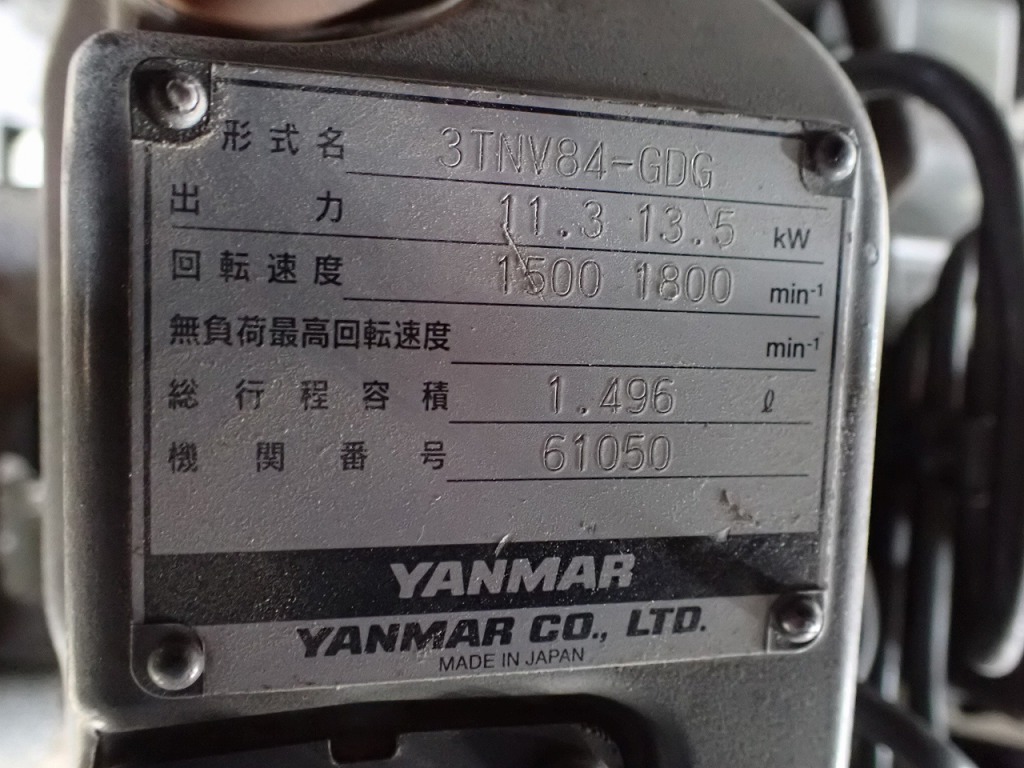 形式名 3TNV84-GDG
出力 11.3 13.5 kW
回転速度 1500 1800 min-1
無負荷最高回転速度 min-1
総行程容積 1.496 ℓ
機関番号 61050
YANMAR
YANMAR CO., LTD.
MADE IN JAPAN